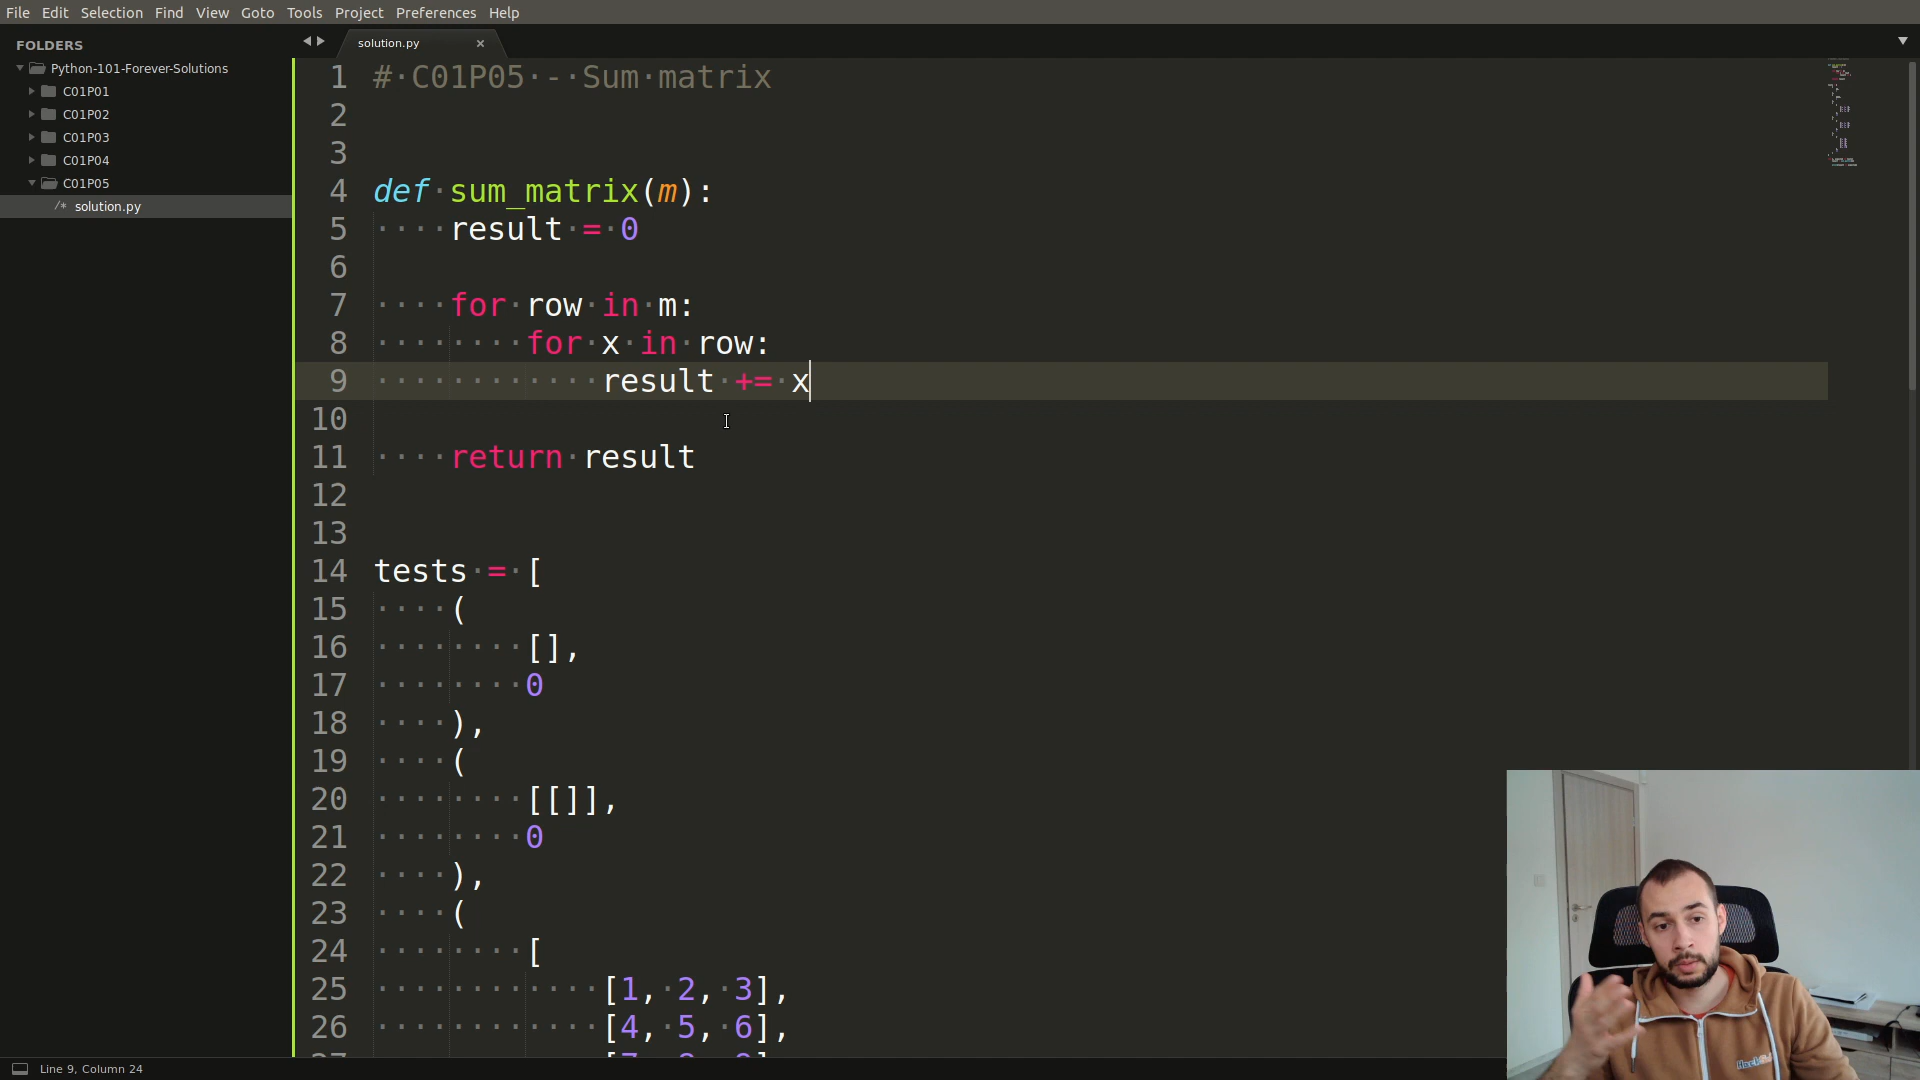 File Edit Selection Find View Goto Tools Project Preferences Help
FOLDERS
Python-101-Forever-Solutions
C01P01
C01P02
C01P03
C01P04
C01P05
/* solution.py
solution.py ×
1 # C01P05 - Sum matrix
2
3
4 def sum_matrix(m):
5 result = 0
6
7 for row in m:
8 for x in row:
9 result += x
10
11 return result
12
13
14 tests = [
15 (
16 [],
17 0
18 ),
19 (
20 [[]],
21 0
22 ),
23 (
24 [
25 [1, 2, 3],
26 [4, 5, 6],
Line 9, Column 24